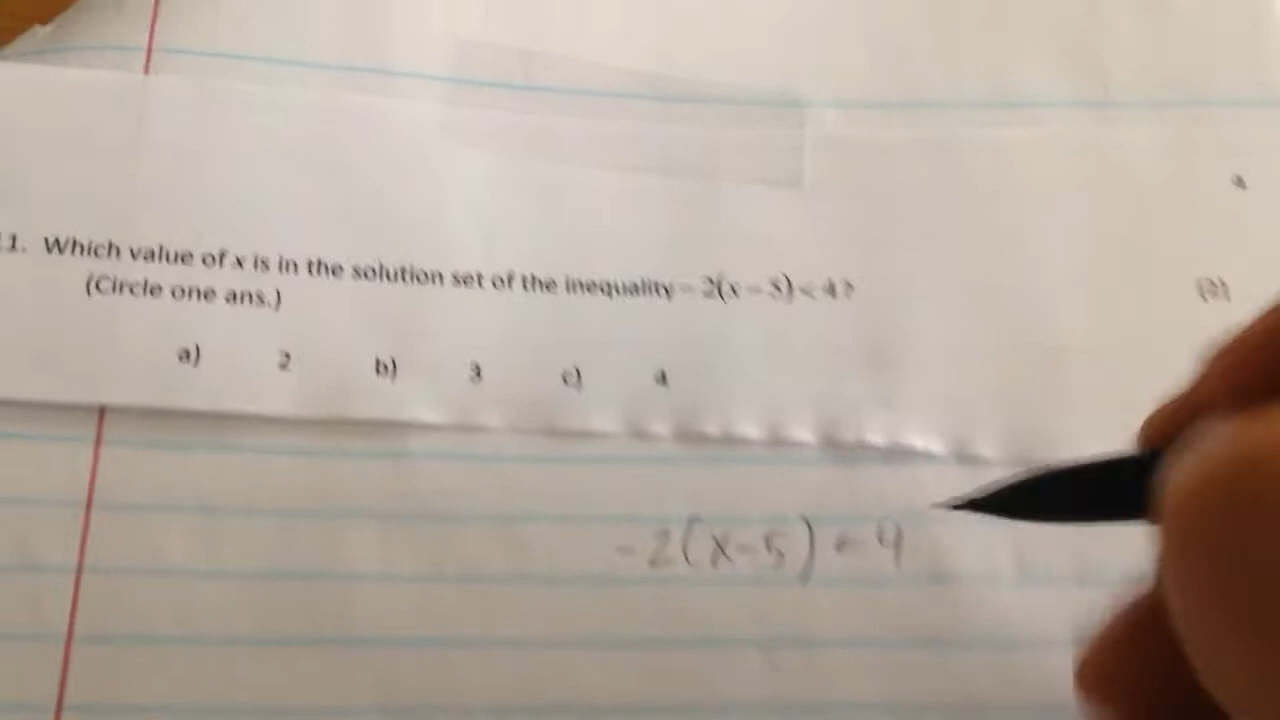 11. Which value of x is in the solution set of the inequality – 2(x – 5) < 4?
(Circle one ans.)
a) 2 b) 3 c) 4
-2(x-5) < 4